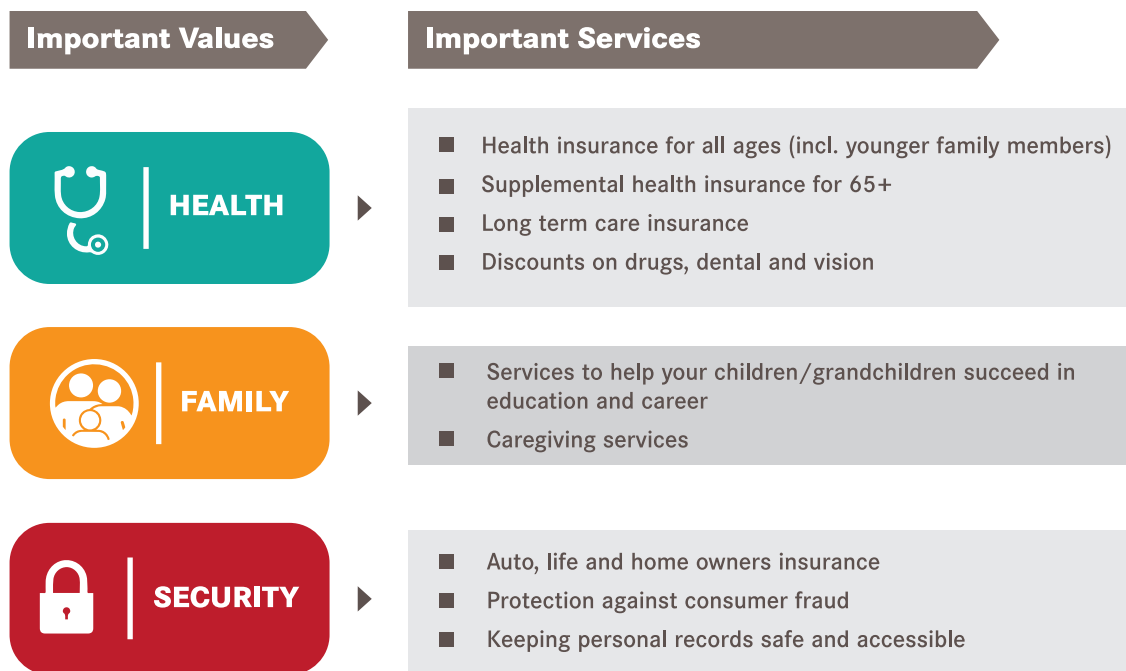 Important Values
Important Services
HEALTH
■ Health insurance for all ages (incl. younger family members)
■ Supplemental health insurance for 65+
■ Long term care insurance
■ Discounts on drugs, dental and vision
FAMILY
■ Services to help your children/grandchildren succeed in
education and career
■ Caregiving services
SECURITY
■ Auto, life and home owners insurance
■ Protection against consumer fraud
■ Keeping personal records safe and accessible